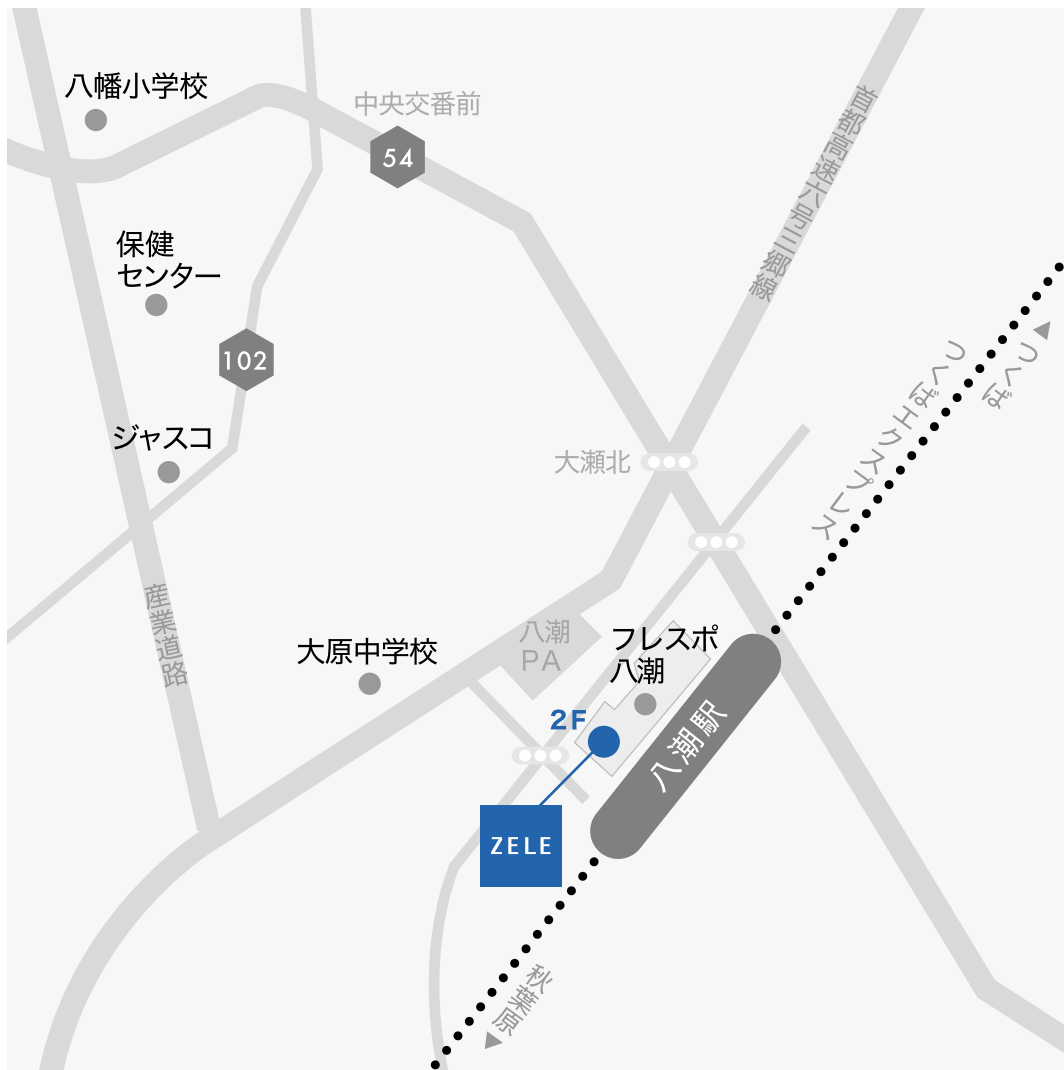 八幡小学校
中央交番前
54
首都高速六号三郷線
保健
センター
102
つくば
つくばエクスプレス
ジャスコ
大瀬北
産業道路
八潮
PA
フレスポ
八潮
大原中学校
2F
八潮駅
ZELE
秋葉原